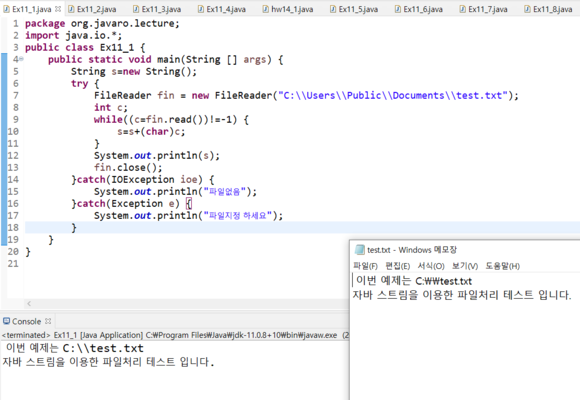 Ex11_1.java Ex11_2.java Ex11_3.java Ex11_4.java hw14_1.java Ex11_5.java Ex11_6.java Ex11_7.java Ex11_8.java
1 package org.javaro.lecture;
2 import java.io.*;
3 public class Ex11_1 {
4 public static void main(String [] args) {
5 String s=new String();
6 try {
7 FileReader fin = new FileReader("C:\\Users\\Public\\Documents\\test.txt");
8 int c;
9 while((c=fin.read())!=-1) {
10 s=s+(char)c;
11 }
12 System.out.println(s);
13 fin.close();
14 }catch(IOException ioe) {
15 System.out.println("파일없음");
16 }catch(Exception e) {
17 System.out.println("파일지정 하세요");
18 }
19 }
20 }
21
test.txt - Windows 메모장
파일(F) 편집(E) 서식(O) 보기(V) 도움말(H)
이번 예제는 C:₩₩test.txt
자바 스트림을 이용한 파일처리 테스트 입니다.
Console
<terminated> Ex11_1 [Java Application] C:₩Program Files₩Java₩jdk-11.0.8+10₩bin₩javaw.exe (2
이번 예제는 C:\\test.txt
자바 스트림을 이용한 파일처리 테스트 입니다.